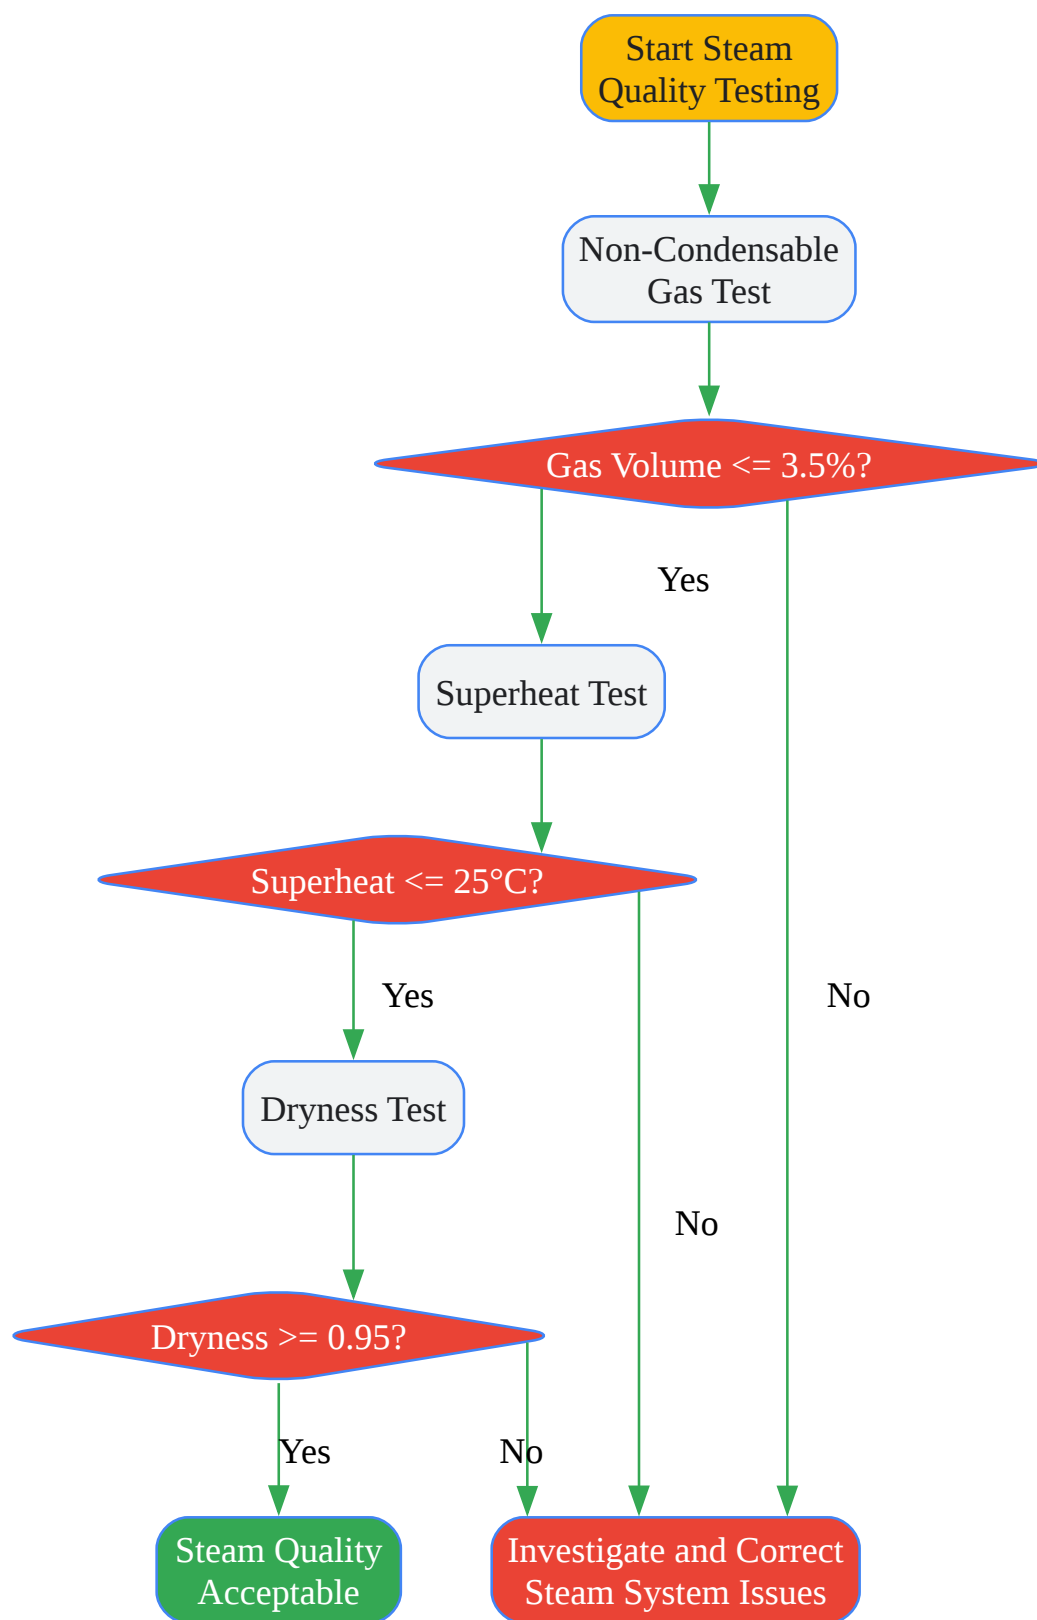 Start Steam
Quality Testing
Non-Condensable
Gas Test
Gas Volume <= 3.5%?
Yes
Superheat Test
Superheat <= 25°C?
Yes
No
Dryness Test
No
Dryness >= 0.95?
Yes
No
Steam Quality
Acceptable
Investigate and Correct
Steam System Issues